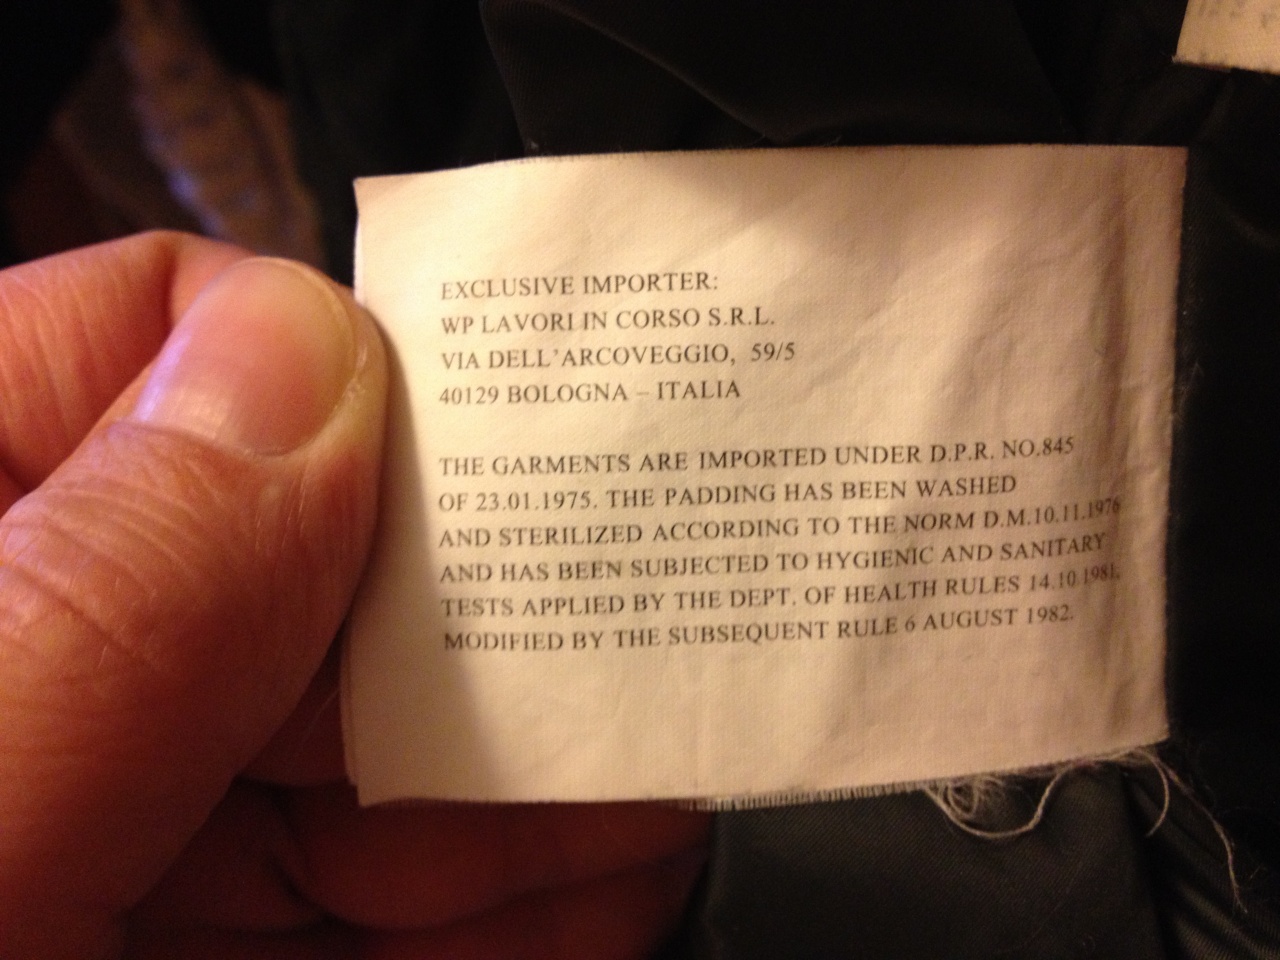 EXCLUSIVE IMPORTER:
WP LAVORI IN CORSO S.R.L.
VIA DELL'ARCOVEGGIO, 59/5
40129 BOLOGNA – ITALIA
THE GARMENTS ARE IMPORTED UNDER D.P.R. NO.845
OF 23.01.1975. THE PADDING HAS BEEN WASHED
AND STERILIZED ACCORDING TO THE NORM D.M.10.11.1976
AND HAS BEEN SUBJECTED TO HYGIENIC AND SANITARY
TESTS APPLIED BY THE DEPT. OF HEALTH RULES 14.10.1981.
MODIFIED BY THE SUBSEQUENT RULE 6 AUGUST 1982.